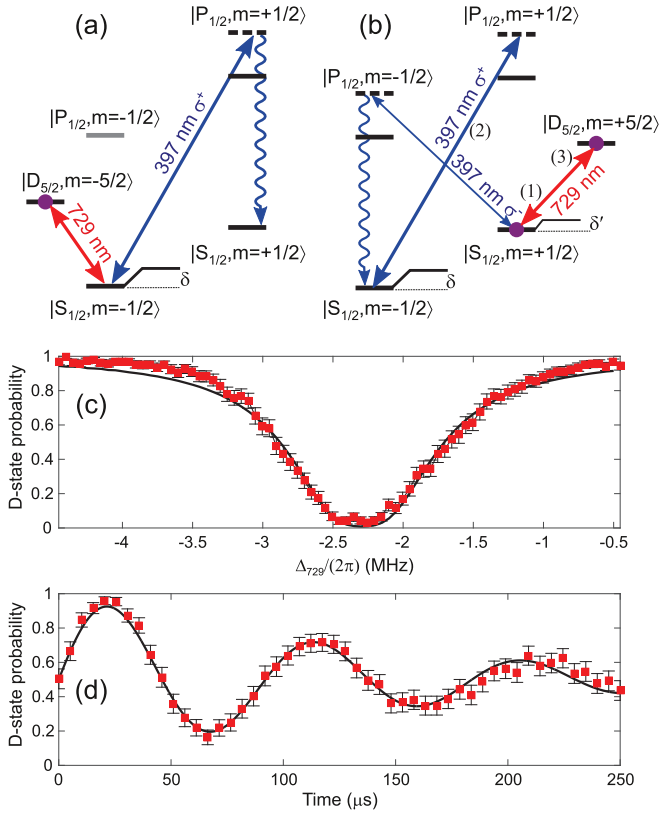 (a)
|P1/2,m=+1/2⟩
|P1/2,m=-1/2⟩
397 nm σ+
|D5/2,m=-5/2⟩
729 nm
|S1/2,m=+1/2⟩
δ
|S1/2,m=-1/2⟩
(b)
|P1/2,m=+1/2⟩
|P1/2,m=-1/2⟩
397 nm σ+
(2)
397 nm σ-
|D5/2,m=+5/2⟩
(3)
(1)
729 nm
δ′
|S1/2,m=+1/2⟩
δ
|S1/2,m=-1/2⟩
D-state probability
1
0.8
0.6
0.4
0.2
0
(c)
-4
-3.5
-3
-2.5
-2
-1.5
-1
-0.5
Δ729/(2π) (MHz)
D-state probability
1
0.8
0.6
0.4
0.2
0
(d)
0
50
100
150
200
250
Time (μs)